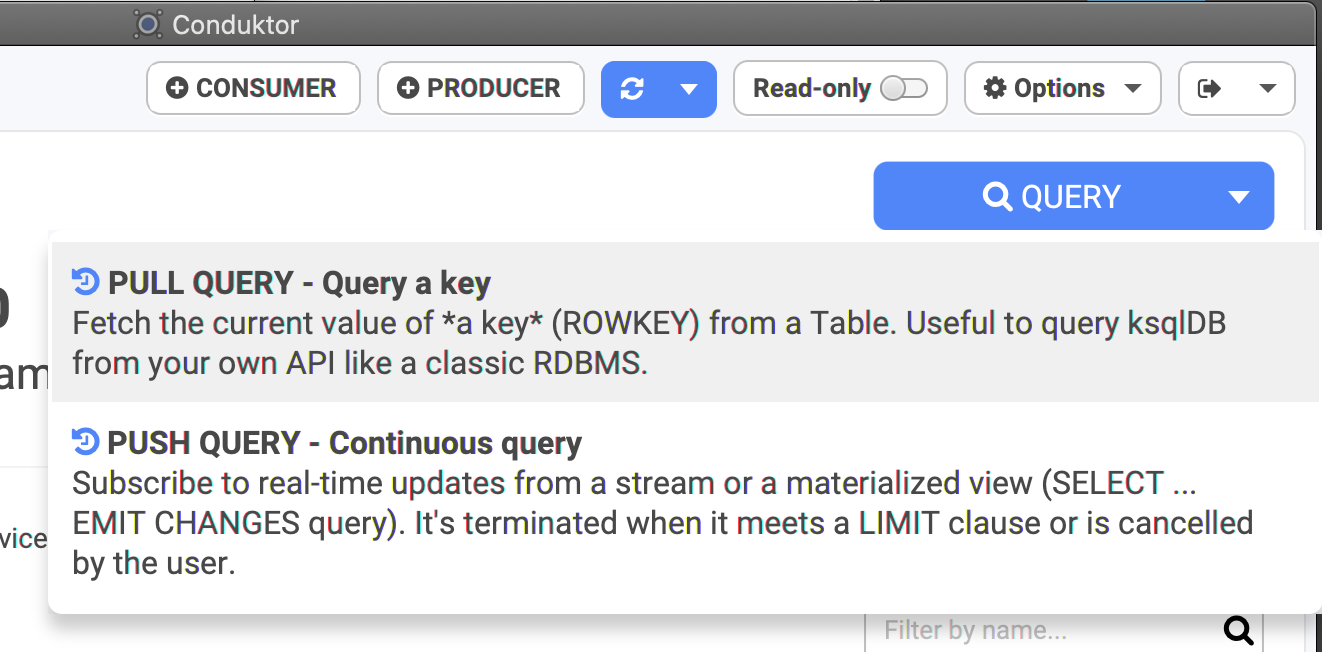 Conduktor
CONSUMER PRODUCER Read-only Options
QUERY
PULL QUERY - Query a key
Fetch the current value of *a key* (ROWKEY) from a Table. Useful to query ksqlDB
from your own API like a classic RDBMS.
am
PUSH QUERY - Continuous query
Subscribe to real-time updates from a stream or a materialized view (SELECT ...
EMIT CHANGES query). It's terminated when it meets a LIMIT clause or is cancelled
vice
by the user.
Filter by name...